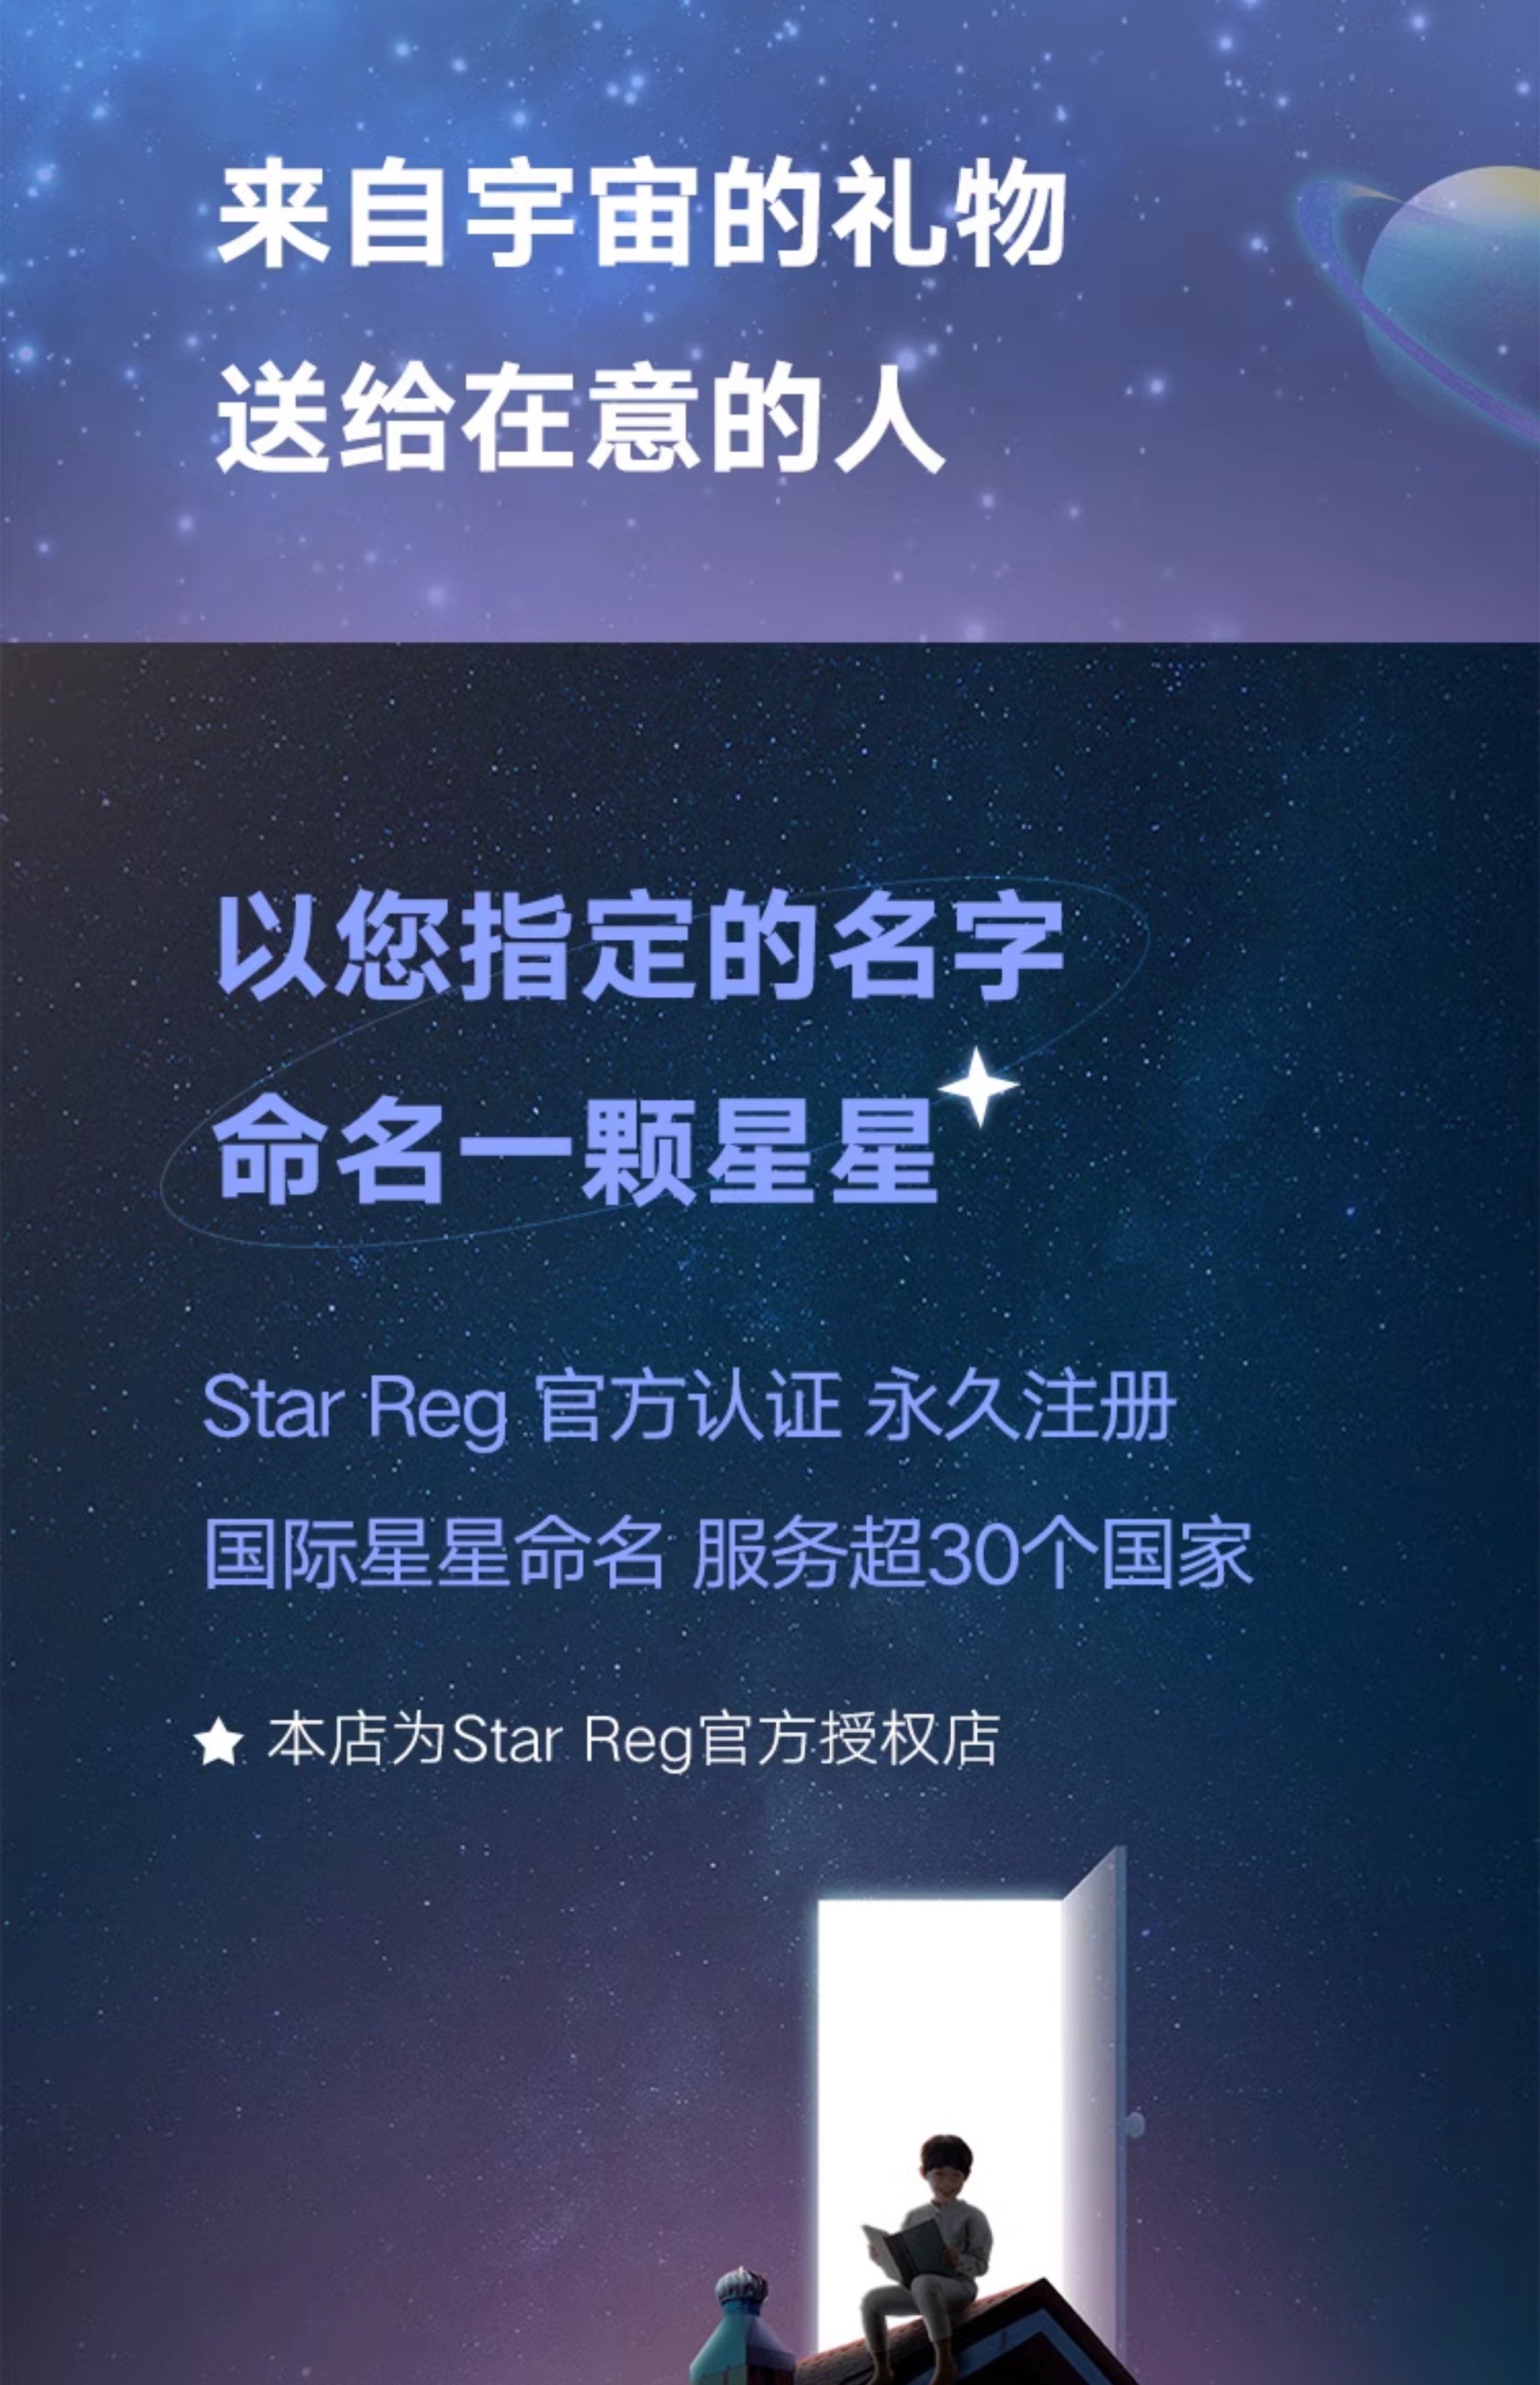 来自宇宙的礼物
送给在意的人
以您指定的名字
命名一颗星星
Star Reg 官方认证 永久注册
国际星星命名 服务超30个国家
本店为Star Reg官方授权店